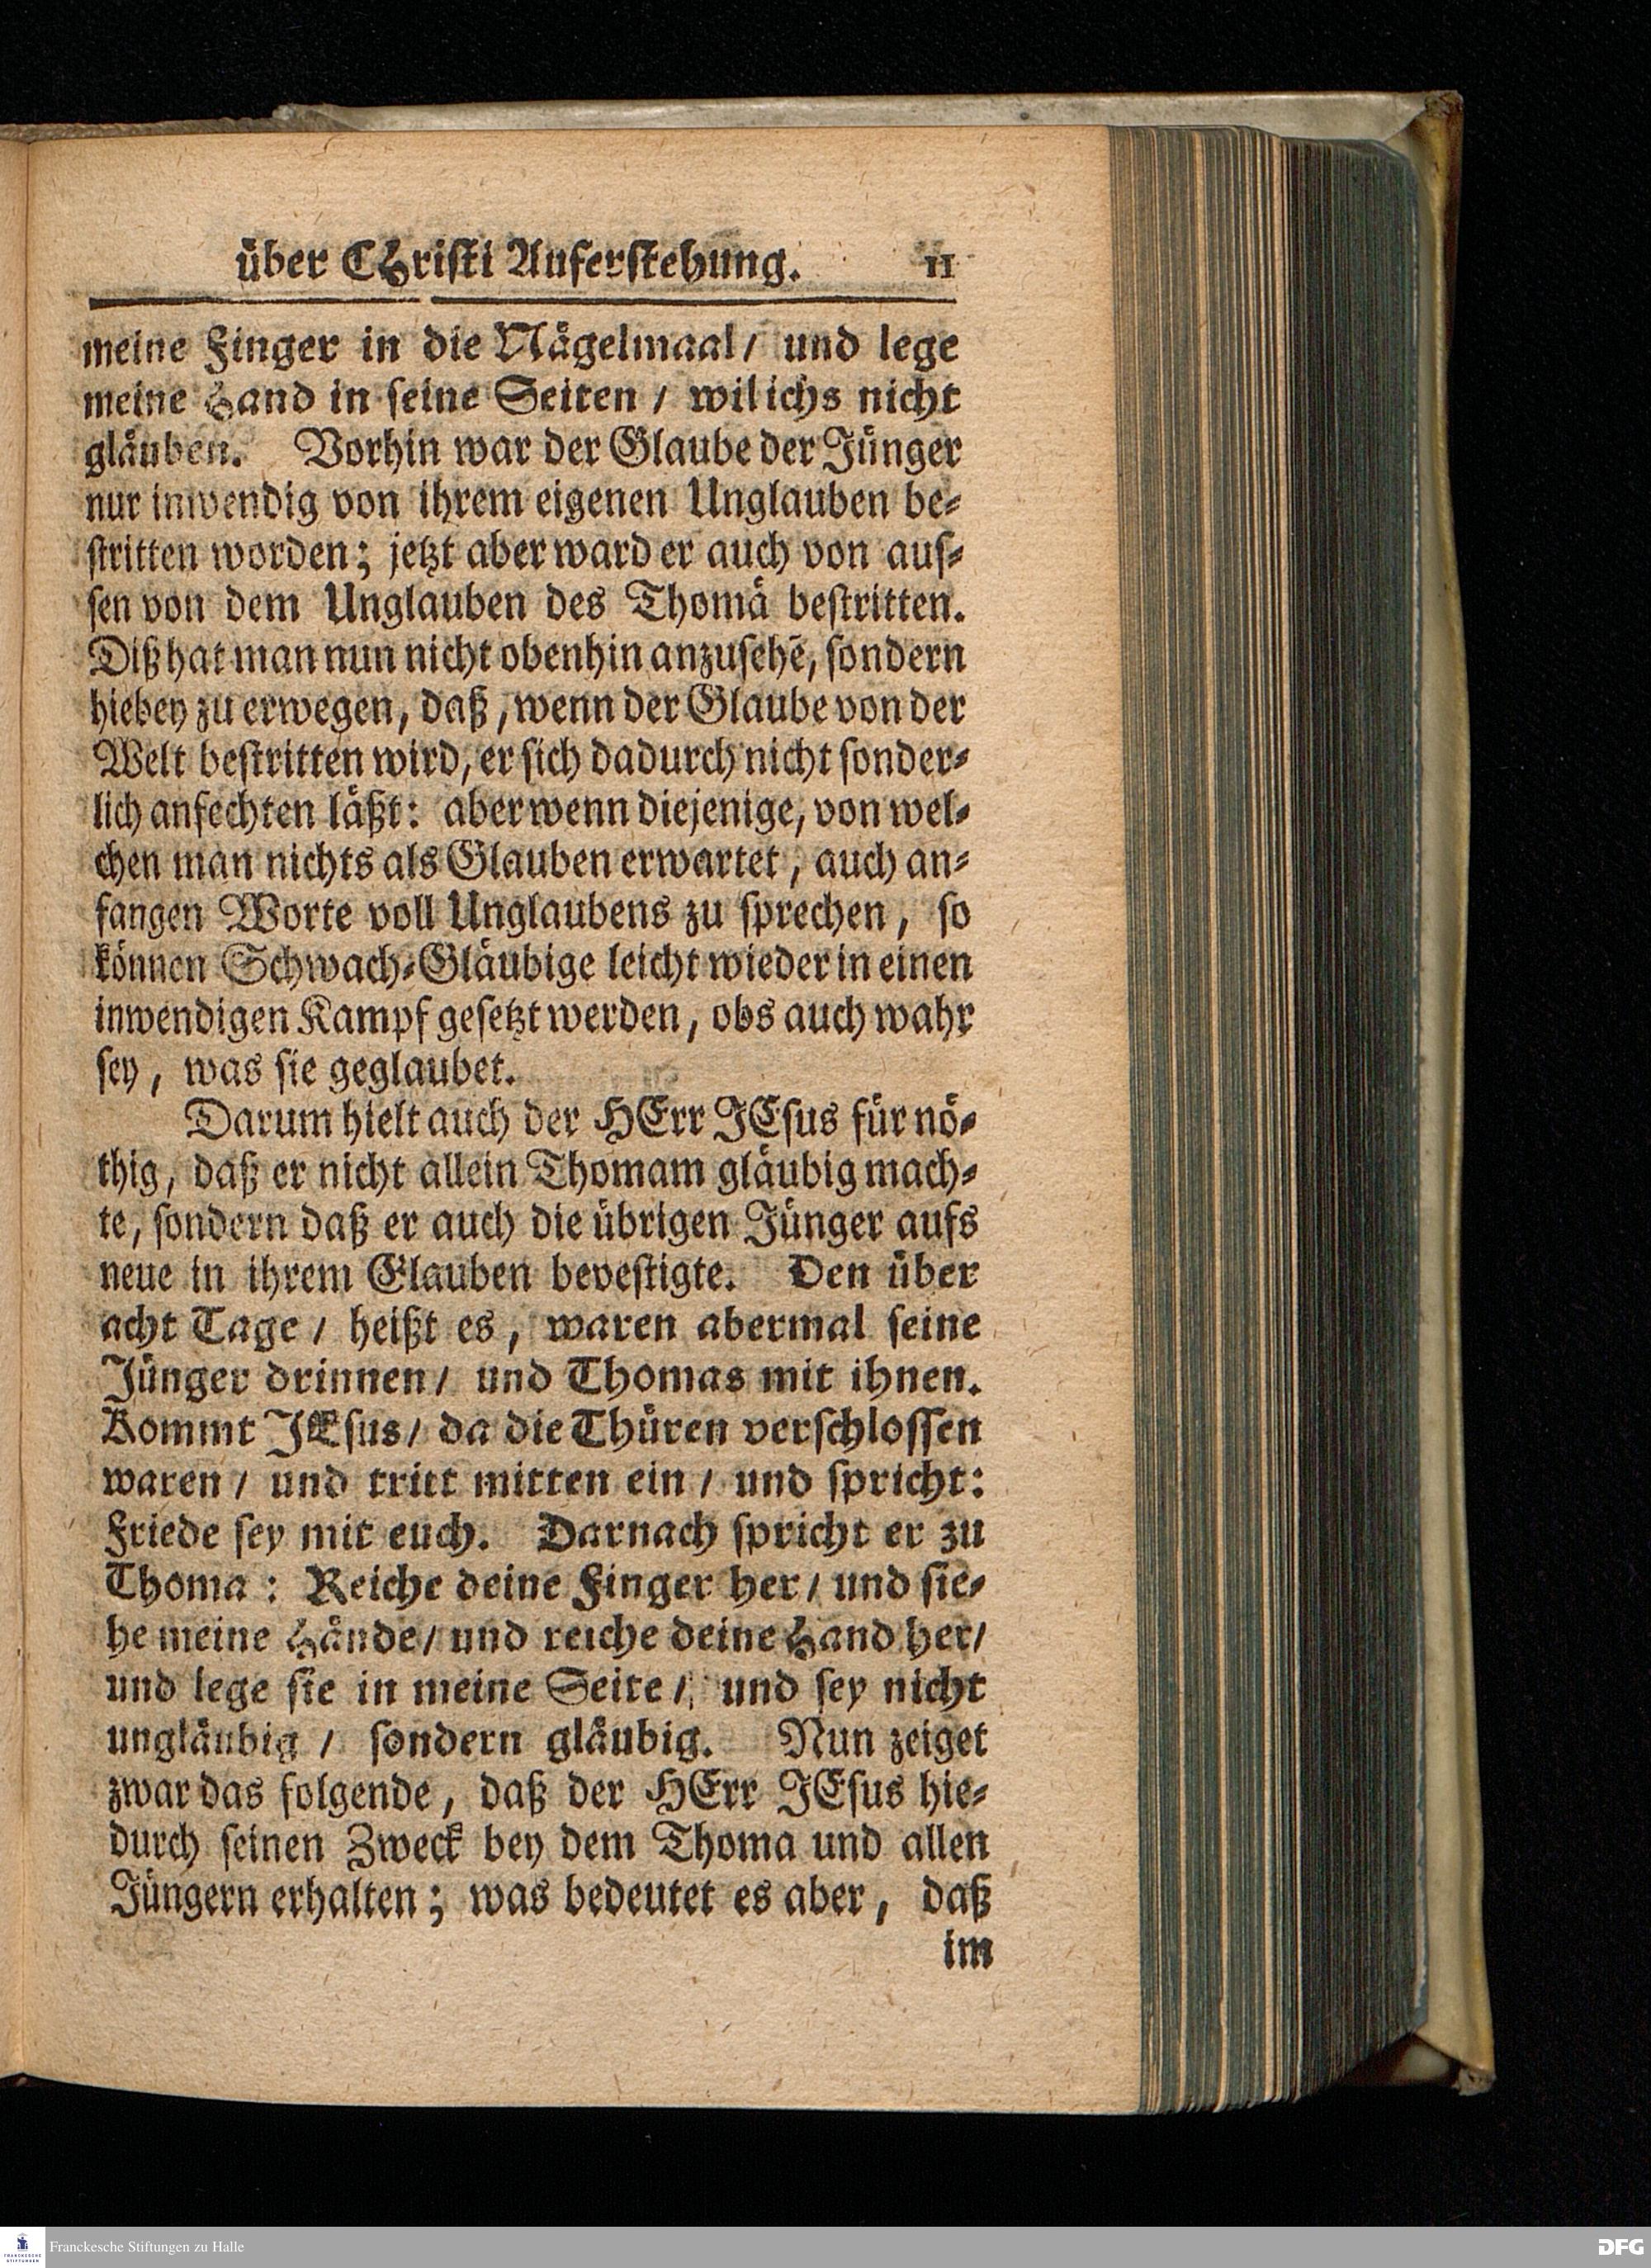 über CHriſti Auferſtehung. 11
meine Finger in die Nägelmaal/ und lege
meine Hand in ſeine Seiten / wil ichs nicht
gläuben. Vorhin war der Glaube der Jünger
nur inwendig von ihrem eigenen Unglauben be⸗
ſtritten worden; jetzt aber ward er auch von auſ⸗
ſen von dem Unglauben des Thomä beſtritten.
Diß hat man nun nicht obenhin anzuſehẽ, ſondern
hiebey zu erwegen, daß, wenn der Glaube von der
Welt beſtritten wird, er ſich dadurch nicht ſonder⸗
lich anfechten läßt: aber wenn diejenige, von wel⸗
chen man nichts als Glauben erwartet, auch an⸗
fangen Worte voll Unglaubens zu ſprechen, ſo
können Schwach⸗Gläubige leicht wieder in einen
inwendigen Kampf geſetzt werden, obs auch wahr
ſey, was ſie geglaubet.
Darum hielt auch der HErr JEſus für nö⸗
thig, daß er nicht allein Thomam gläubig mach⸗
te, ſondern daß er auch die übrigen Jünger aufs
neue in ihrem Glauben beveſtigte. Den über
acht Tage / heißt es, waren abermal ſeine
Jünger drinnen/ und Thomas mit ihnen.
Kommt JEſus/ da die Thüren verſchloſſen
waren / und tritt mitten ein / und ſpricht:
Friede ſey mit euch. Darnach ſpricht er zu
Thoma: Reiche deine Finger her/ und ſie⸗
he meine Hände/ und reiche deine Hand her/
und lege ſie in meine Seite/ und ſey nicht
ungläubig / ſondern gläubig. Nun zeiget
zwar das folgende, daß der HErr JEſus hie⸗
durch ſeinen Zweck bey dem Thoma und allen
Jüngern erhalten; was bedeutet es aber, daß
im
FRANCKESCHE STIFTUNGEN
Franckesche Stiftungen zu Halle
DFG